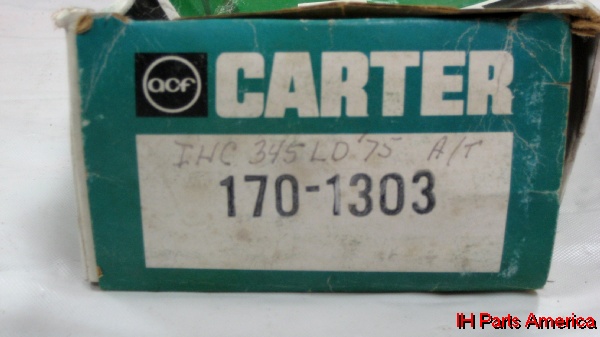 acf CARTER
IHC 345 LD '75 A/T
170-1303
IH Parts America